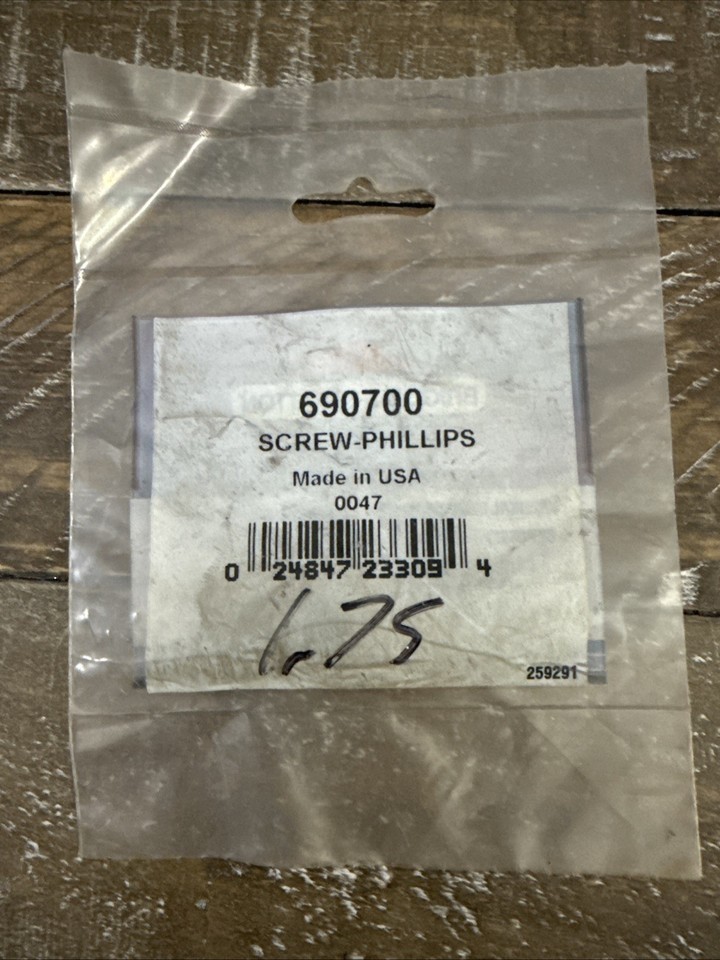 690700
SCREW-PHILLIPS
Made in USA
0047
0 24847 23309 4
1.75
259291